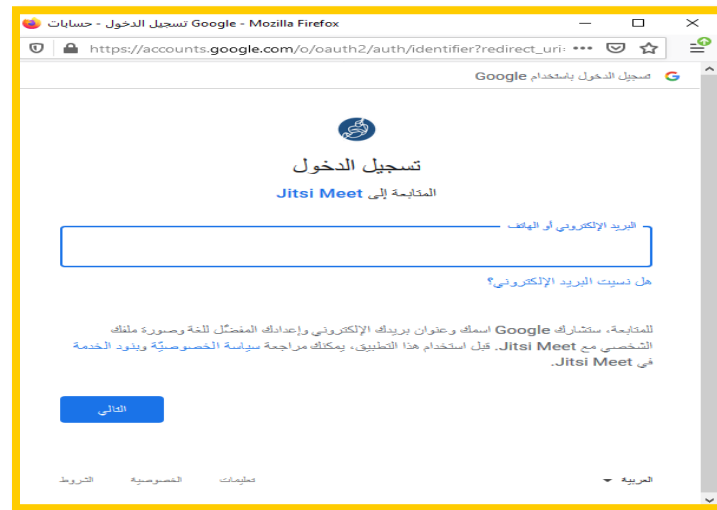 تسجيل الدخول - حسابات Google - Mozilla Firefox
https://accounts.google.com/o/oauth2/auth/identifier?redirect_uri
تسجيل الدخول باستخدام Google
تسجيل الدخول
المتابعة إلى Jitsi Meet
البريد الإلكتروني أو الهاتف
هل نسيت البريد الإلكتروني؟
للمتابعة، ستشارك Google اسمك وعنوان بريدك الإلكتروني وإعدادك المفضّل للغة وصورة ملفك
الشخصي مع Jitsi Meet. قبل استخدام هذا التطبيق، يمكنك مراجعة سياسة الخصوصيّة وبنود الخدمة
في Jitsi Meet.
التالي
العربية
تعليمات
الخصوصية
الشروط